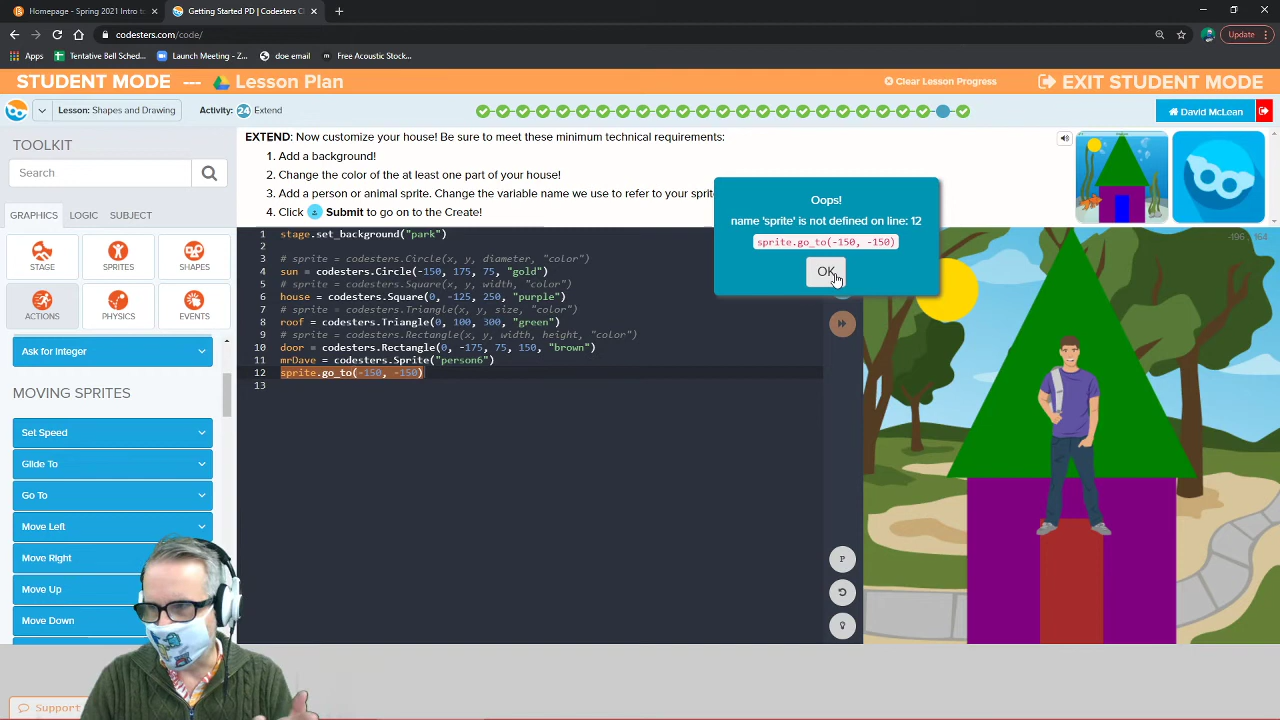 Homepage - Spring 2021 Intro to
Getting Started PD | Codesters C
codesters.com/code/
Update
Apps
Tentative Bell Sched...
Launch Meeting - Z...
doe email
Free Acoustic Stock...
STUDENT MODE --- Lesson Plan
Clear Lesson Progress
EXIT STUDENT MODE
Lesson: Shapes and Drawing
Activity: 24 Extend
David McLean
TOOLKIT
Search
GRAPHICS LOGIC SUBJECT
STAGE SPRITES SHAPES
ACTIONS PHYSICS EVENTS
Ask for Integer
MOVING SPRITES
Set Speed
Glide To
Go To
Move Left
Move Right
Move Up
Move Down
Support
EXTEND: Now customize your house! Be sure to meet these minimum technical requirements:
1. Add a background!
2. Change the color of the at least one part of your house!
3. Add a person or animal sprite. Change the variable name we use to refer to your sprit
4. Click Submit to go on to the Create!
1 stage.set_background("park")
2
3 # sprite = codesters.Circle(x, y, diameter, "color")
4 sun = codesters.Circle(-150, 175, 75, "gold")
5 # sprite = codesters.Square(x, y, width, "color")
6 house = codesters.Square(0, -125, 250, "purple")
7 # sprite = codesters.Triangle(x, y, size, "color")
8 roof = codesters.Triangle(0, 100, 300, "green")
9 # sprite = codesters.Rectangle(x, width, height, "color")
10 door = codesters.Rectangle(0, -175, 75, 150, "brown")
11 mrDave = codesters.Sprite("person6")
12 sprite.go_to(-150, -150)
13
Oops!
name 'sprite' is not defined on line: 12
sprite.go_to(-150, -150)
OK
P
-196, 164